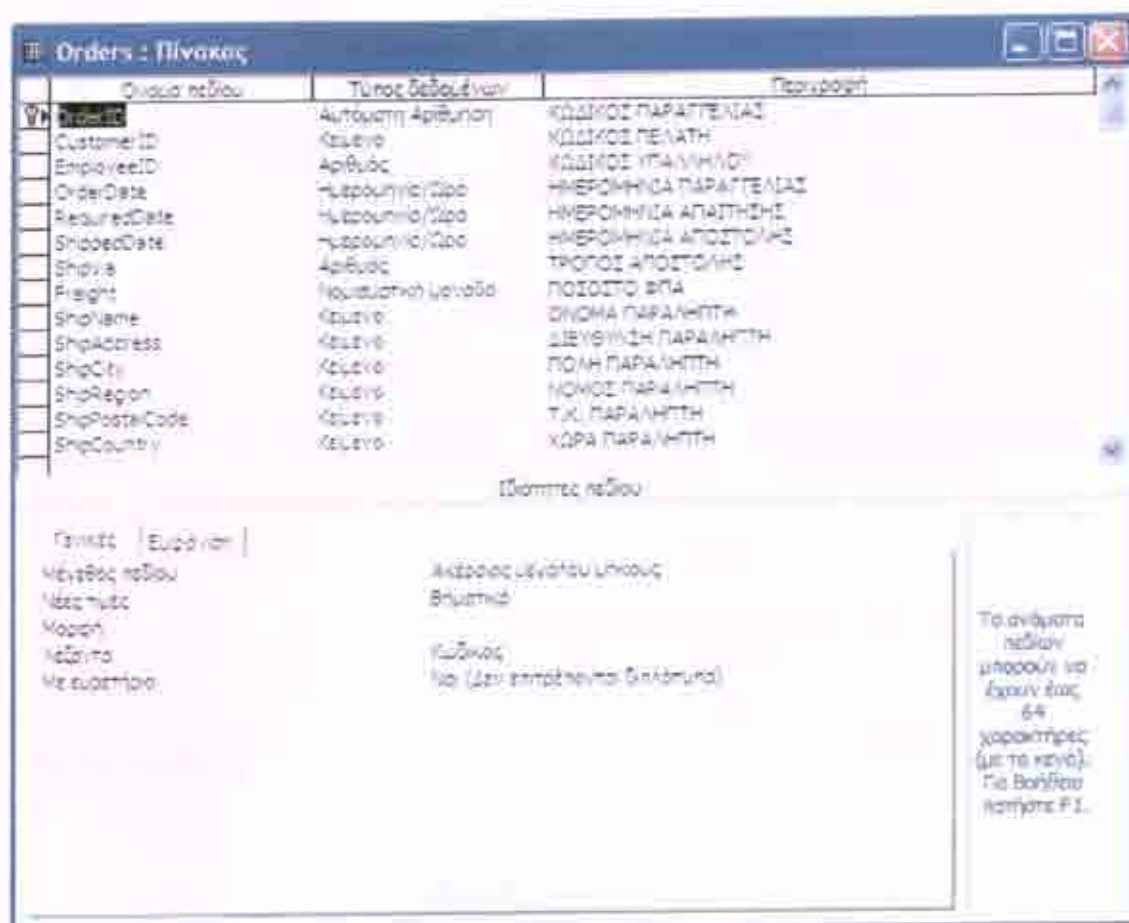 Orders : Πίνακας
Όνομα πεδίου Τύπος δεδομένων Περιγραφή
OrderID Αυτόματη Αρίθμηση ΚΩΔΙΚΟΣ ΠΑΡΑΓΓΕΛΙΑΣ
CustomerID Κείμενο ΚΩΔΙΚΟΣ ΠΕΛΑΤΗ
EmployeeID Αριθμός ΚΩΔΙΚΟΣ ΥΠΑΛΛΗΛΟΥ
OrderDate Ημερομηνία/Ώρα ΗΜΕΡΟΜΗΝΙΑ ΠΑΡΑΓΓΕΛΙΑΣ
RequiredDate Ημερομηνία/Ώρα ΗΜΕΡΟΜΗΝΙΑ ΑΠΑΙΤΗΣΗΣ
ShippedDate Ημερομηνία/Ώρα ΗΜΕΡΟΜΗΝΙΑ ΑΠΟΣΤΟΛΗΣ
ShipVia Αριθμός ΤΡΟΠΟΣ ΑΠΟΣΤΟΛΗΣ
Freight Νομισματική μονάδα ΠΟΣΟΣΤΟ ΦΠΑ
ShipName Κείμενο ΟΝΟΜΑ ΠΑΡΑΛΗΠΤΗ
ShipAddress Κείμενο ΔΙΕΥΘΥΝΣΗ ΠΑΡΑΛΗΠΤΗ
ShipCity Κείμενο ΠΟΛΗ ΠΑΡΑΛΗΠΤΗ
ShipRegion Κείμενο ΝΟΜΟΣ ΠΑΡΑΛΗΠΤΗ
ShipPostalCode Κείμενο Τ.Κ. ΠΑΡΑΛΗΠΤΗ
ShipCountry Κείμενο ΧΩΡΑ ΠΑΡΑΛΗΠΤΗ
Ιδιότητες πεδίου
Γενικές Εμφάνιση
Μέγεθος πεδίου Ακέραιος μεγάλου μήκους
Νέες τιμές Βηματικά
Μορφή
Λεζάντα Κωδικός
Με ευρετήριο Ναι (Δεν επιτρέπονται διπλότυπα)
Τα ονόματα
πεδίων
μπορούν να
έχουν έως
64
χαρακτήρες
(με τα κενά).
Για βοήθεια
πατήστε F1.